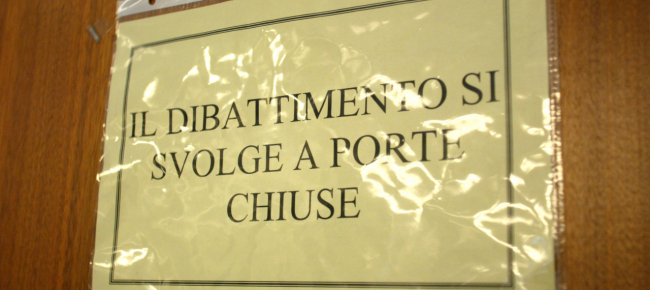 IL DIBATTIMENTO SI
SVOLGE A PORTE
CHIUSE